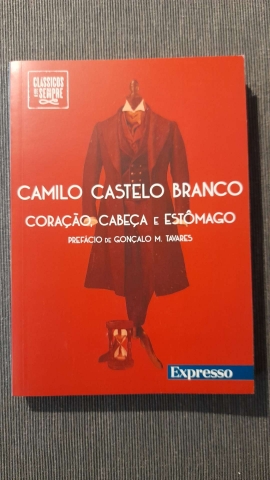 CLÁSSICOS
DE SEMPRE
CAMILO CASTELO BRANCO
CORAÇÃO, CABEÇA E ESTÔMAGO
PREFÁCIO DE GONÇALO M. TAVARES
Expresso